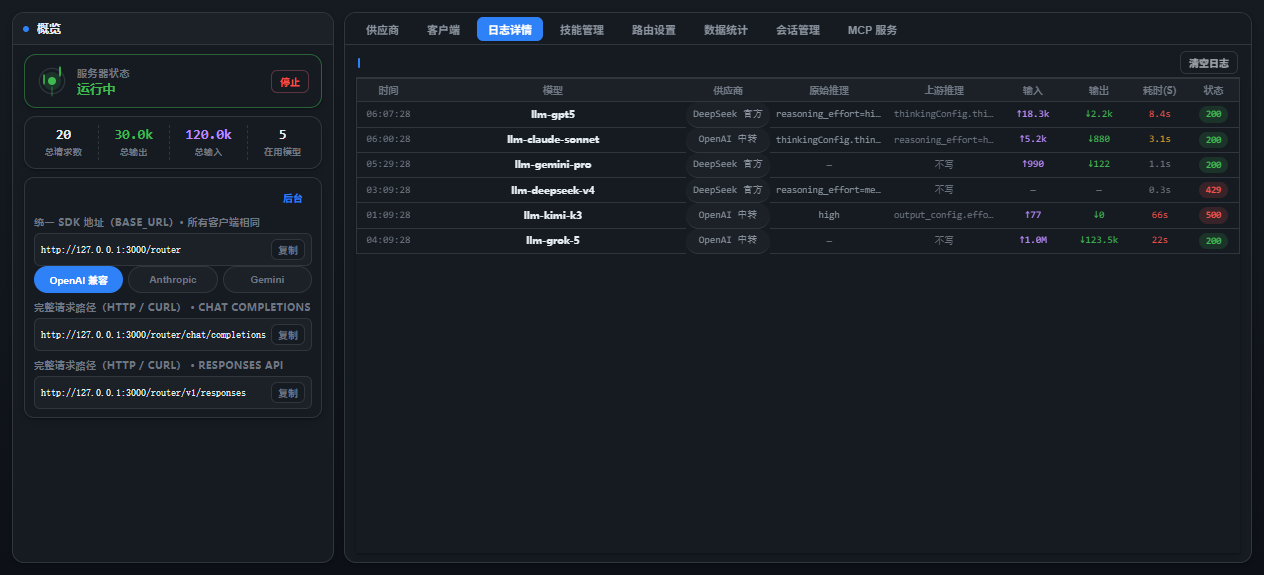 概览
服务器状态
运行中
停止
20 30.0k 120.0k 5
总请求数 总输出 总输入 在用模型
后台
统一 SDK 地址（BASE_URL）• 所有客户端相同
http://127.0.0.1:3000/router 复制
OpenAI 兼容 Anthropic Gemini
完整请求路径（HTTP / CURL） • CHAT COMPLETIONS
http://127.0.0.1:3000/router/chat/completions 复制
完整请求路径（HTTP / CURL） • RESPONSES API
http://127.0.0.1:3000/router/v1/responses 复制
供应商 客户端 日志详情 技能管理 路由设置 数据统计 会话管理 MCP 服务
清空日志
时间 模型 供应商 原始推理 上游推理 输入 输出 耗时(S) 状态
06:07:28 llm-gpt5 DeepSeek 官方 reasoning_effort=hi… thinkingConfig.thi… ↑18.3k ↓2.2k 8.4s 200
06:00:28 llm-claude-sonnet OpenAI 中转 thinkingConfig.thin… reasoning_effort=h… ↑5.2k ↓880 3.1s 200
05:29:28 llm-gemini-pro DeepSeek 官方 — 不写 ↑990 ↓122 1.1s 200
03:09:28 llm-deepseek-v4 DeepSeek 官方 reasoning_effort=me… 不写 — — 0.3s 429
01:09:28 llm-kimi-k3 OpenAI 中转 high output_config.effo… ↑77 ↓0 66s 500
04:09:28 llm-grok-5 OpenAI 中转 — 不写 ↑1.0M ↓123.5k 22s 200